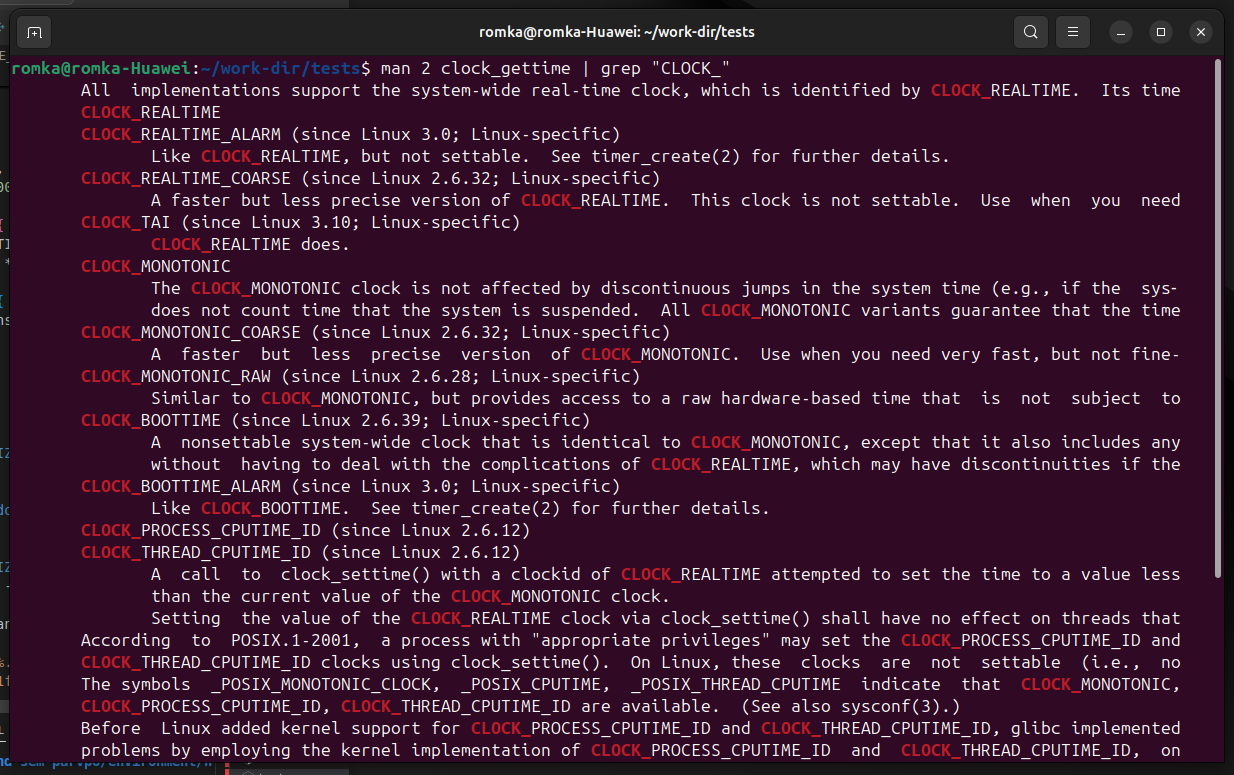 romka@romka-Huawei: ~/work-dir/tests
romka@romka-Huawei:~/work-dir/tests$ man 2 clock_gettime | grep "CLOCK_"
All  implementations support the system-wide real-time clock, which is identified by CLOCK_REALTIME.  Its time
CLOCK_REALTIME
CLOCK_REALTIME_ALARM (since Linux 3.0; Linux-specific)
Like CLOCK_REALTIME, but not settable.  See timer_create(2) for further details.
CLOCK_REALTIME_COARSE (since Linux 2.6.32; Linux-specific)
A faster but less precise version of CLOCK_REALTIME.  This clock is not settable.  Use  when  you  need
CLOCK_TAI (since Linux 3.10; Linux-specific)
CLOCK_REALTIME does.
CLOCK_MONOTONIC
The CLOCK_MONOTONIC clock is not affected by discontinuous jumps in the system time (e.g., if the  sys-
does not count time that the system is suspended.  All CLOCK_MONOTONIC variants guarantee that the time
CLOCK_MONOTONIC_COARSE (since Linux 2.6.32; Linux-specific)
A  faster  but  less  precise  version  of CLOCK_MONOTONIC.  Use when you need very fast, but not fine-
CLOCK_MONOTONIC_RAW (since Linux 2.6.28; Linux-specific)
Similar to CLOCK_MONOTONIC, but provides access to a raw hardware-based time that  is  not  subject  to
CLOCK_BOOTTIME (since Linux 2.6.39; Linux-specific)
A  nonsettable system-wide clock that is identical to CLOCK_MONOTONIC, except that it also includes any
without  having to deal with the complications of CLOCK_REALTIME, which may have discontinuities if the
CLOCK_BOOTTIME_ALARM (since Linux 3.0; Linux-specific)
Like CLOCK_BOOTTIME.  See timer_create(2) for further details.
CLOCK_PROCESS_CPUTIME_ID (since Linux 2.6.12)
CLOCK_THREAD_CPUTIME_ID (since Linux 2.6.12)
A  call  to  clock_settime() with a clockid of CLOCK_REALTIME attempted to set the time to a value less
than the current value of the CLOCK_MONOTONIC clock.
Setting  the value of the CLOCK_REALTIME clock via clock_settime() shall have no effect on threads that
According  to  POSIX.1-2001,  a process with "appropriate privileges" may set the CLOCK_PROCESS_CPUTIME_ID and
CLOCK_THREAD_CPUTIME_ID clocks using clock_settime().  On Linux, these  clocks  are  not  settable  (i.e., no
The symbols  _POSIX_MONOTONIC_CLOCK,  _POSIX_CPUTIME,  _POSIX_THREAD_CPUTIME  indicate  that  CLOCK_MONOTONIC,
CLOCK_PROCESS_CPUTIME_ID, CLOCK_THREAD_CPUTIME_ID are available.  (See also sysconf(3).)
Before  Linux added kernel support for CLOCK_PROCESS_CPUTIME_ID and CLOCK_THREAD_CPUTIME_ID, glibc implemented
problems by employing the kernel implementation of CLOCK_PROCESS_CPUTIME_ID  and  CLOCK_THREAD_CPUTIME_ID,  on